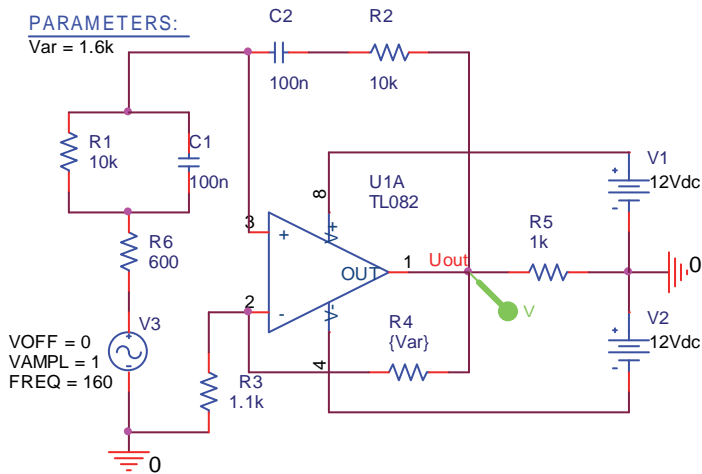 PARAMETERS:
Var = 1.6k
C2
100n
R2
10k
R1
10k
C1
100n
R6
600
V3
VOFF = 0
VAMPL = 1
FREQ = 160
0
R3
1.1k
3
+
2
-
8
V+
U1A
TL082
OUT
1
V-
4
Uout
V
R4
{Var}
R5
1k
V1
12Vdc
0
V2
12Vdc